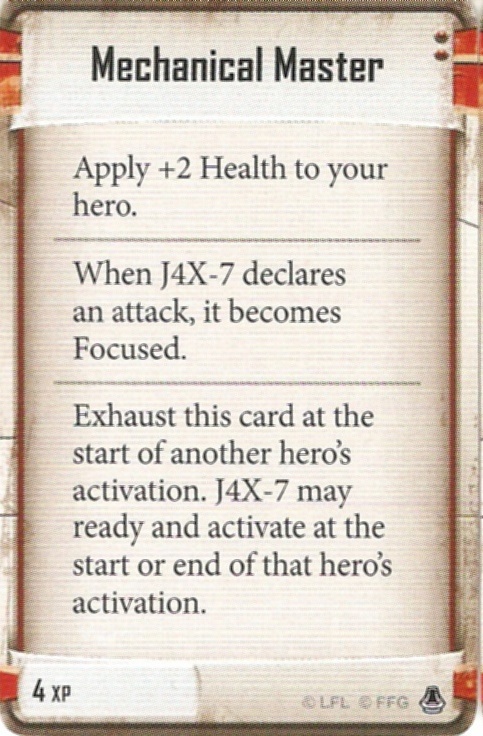 Mechanical Master
Apply +2 Health to your
hero.
When J4X-7 declares
an attack, it becomes
Focused.
Exhaust this card at the
start of another hero's
activation. J4X-7 may
ready and activate at the
start or end of that hero's
activation.
4 XP
© LFL © FFG